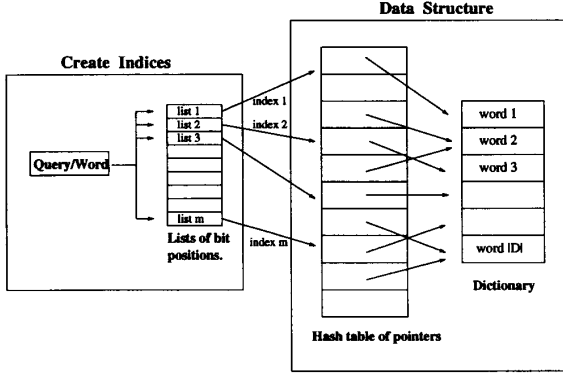 Data Structure
Create Indices
Query/Word
list 1
list 2
list 3
list m
Lists of bit
positions.
index 1
index 2
index m
Hash table of pointers
word 1
word 2
word 3
word |D|
Dictionary